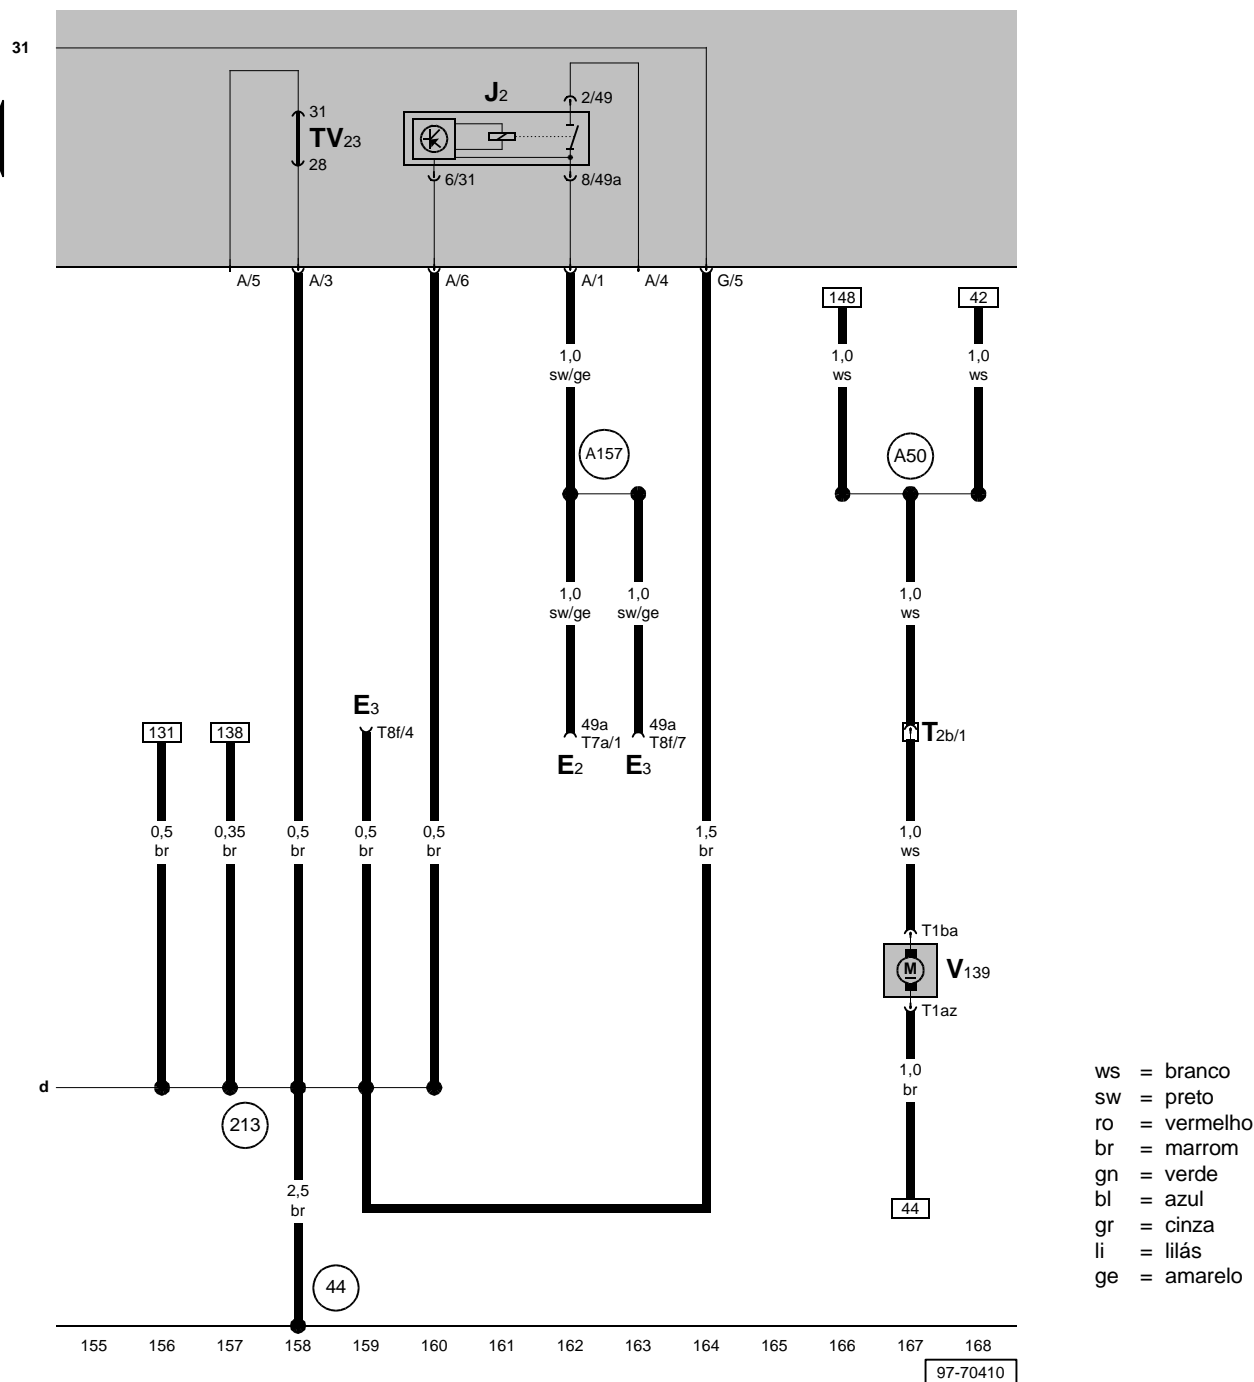 31
J2
2/49
31
TV23
28
6/31
8/49a
A/5
A/3
A/6
A/1
A/4
G/5
148
42
1,0
sw/ge
1,0
ws
1,0
ws
A157
A50
1,0
sw/ge
1,0
sw/ge
1,0
ws
E3
T8f/4
131
138
49a
T7a/1
49a
T8f/7
E2
E3
T2b/1
0,5
br
0,35
br
0,5
br
0,5
br
0,5
br
1,5
br
1,0
ws
T1ba
M
V139
T1az
d
1,0
br
213
2,5
br
44
44
ws = branco
sw = preto
ro = vermelho
br = marrom
gn = verde
bl = azul
gr = cinza
li = lilás
ge = amarelo
155 156 157 158 159 160 161 162 163 164 165 166 167 168
97-70410